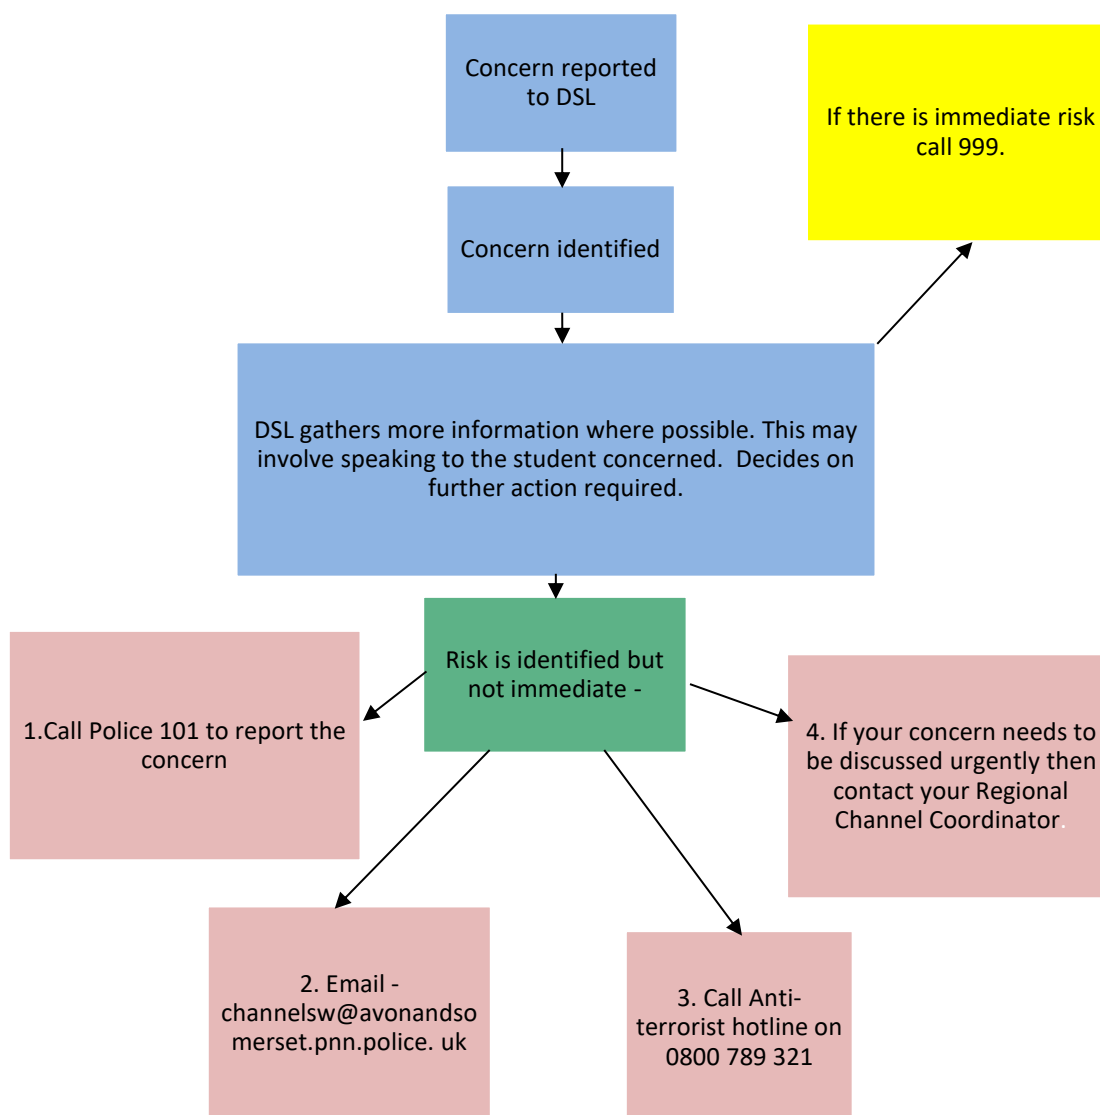 Concern reported
to DSL
If there is immediate risk
call 999.
Concern identified
DSL gathers more information where possible. This may
involve speaking to the student concerned.  Decides on
further action required.
Risk is identified but
not immediate -
1.Call Police 101 to report the
concern
4. If your concern needs to
be discussed urgently then
contact your Regional
Channel Coordinator.
2. Email -
channelsw@avonandso
merset.pnn.police. uk
3. Call Anti-
terrorist hotline on
0800 789 321